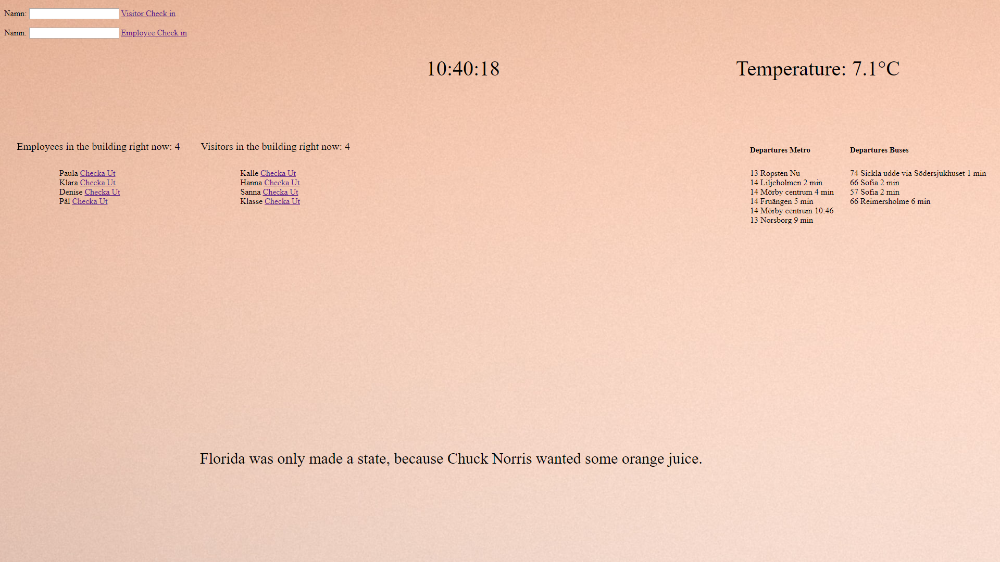 Namn: Visitor Check in
Namn: Employee Check in
10:40:18
Temperature: 7.1°C
Employees in the building right now: 4
Paula Checka Ut
Klara Checka Ut
Denise Checka Ut
Pål Checka Ut
Visitors in the building right now: 4
Kalle Checka Ut
Hanna Checka Ut
Sanna Checka Ut
Klasse Checka Ut
Departures Metro
13 Ropsten Nu
14 Liljeholmen 2 min
14 Mörby centrum 4 min
14 Fruängen 5 min
14 Mörby centrum 10:46
13 Norsborg 9 min
Departures Buses
74 Sickla udde via Södersjukhuset 1 min
66 Sofia 2 min
57 Sofia 2 min
66 Reimersholme 6 min
Florida was only made a state, because Chuck Norris wanted some orange juice.